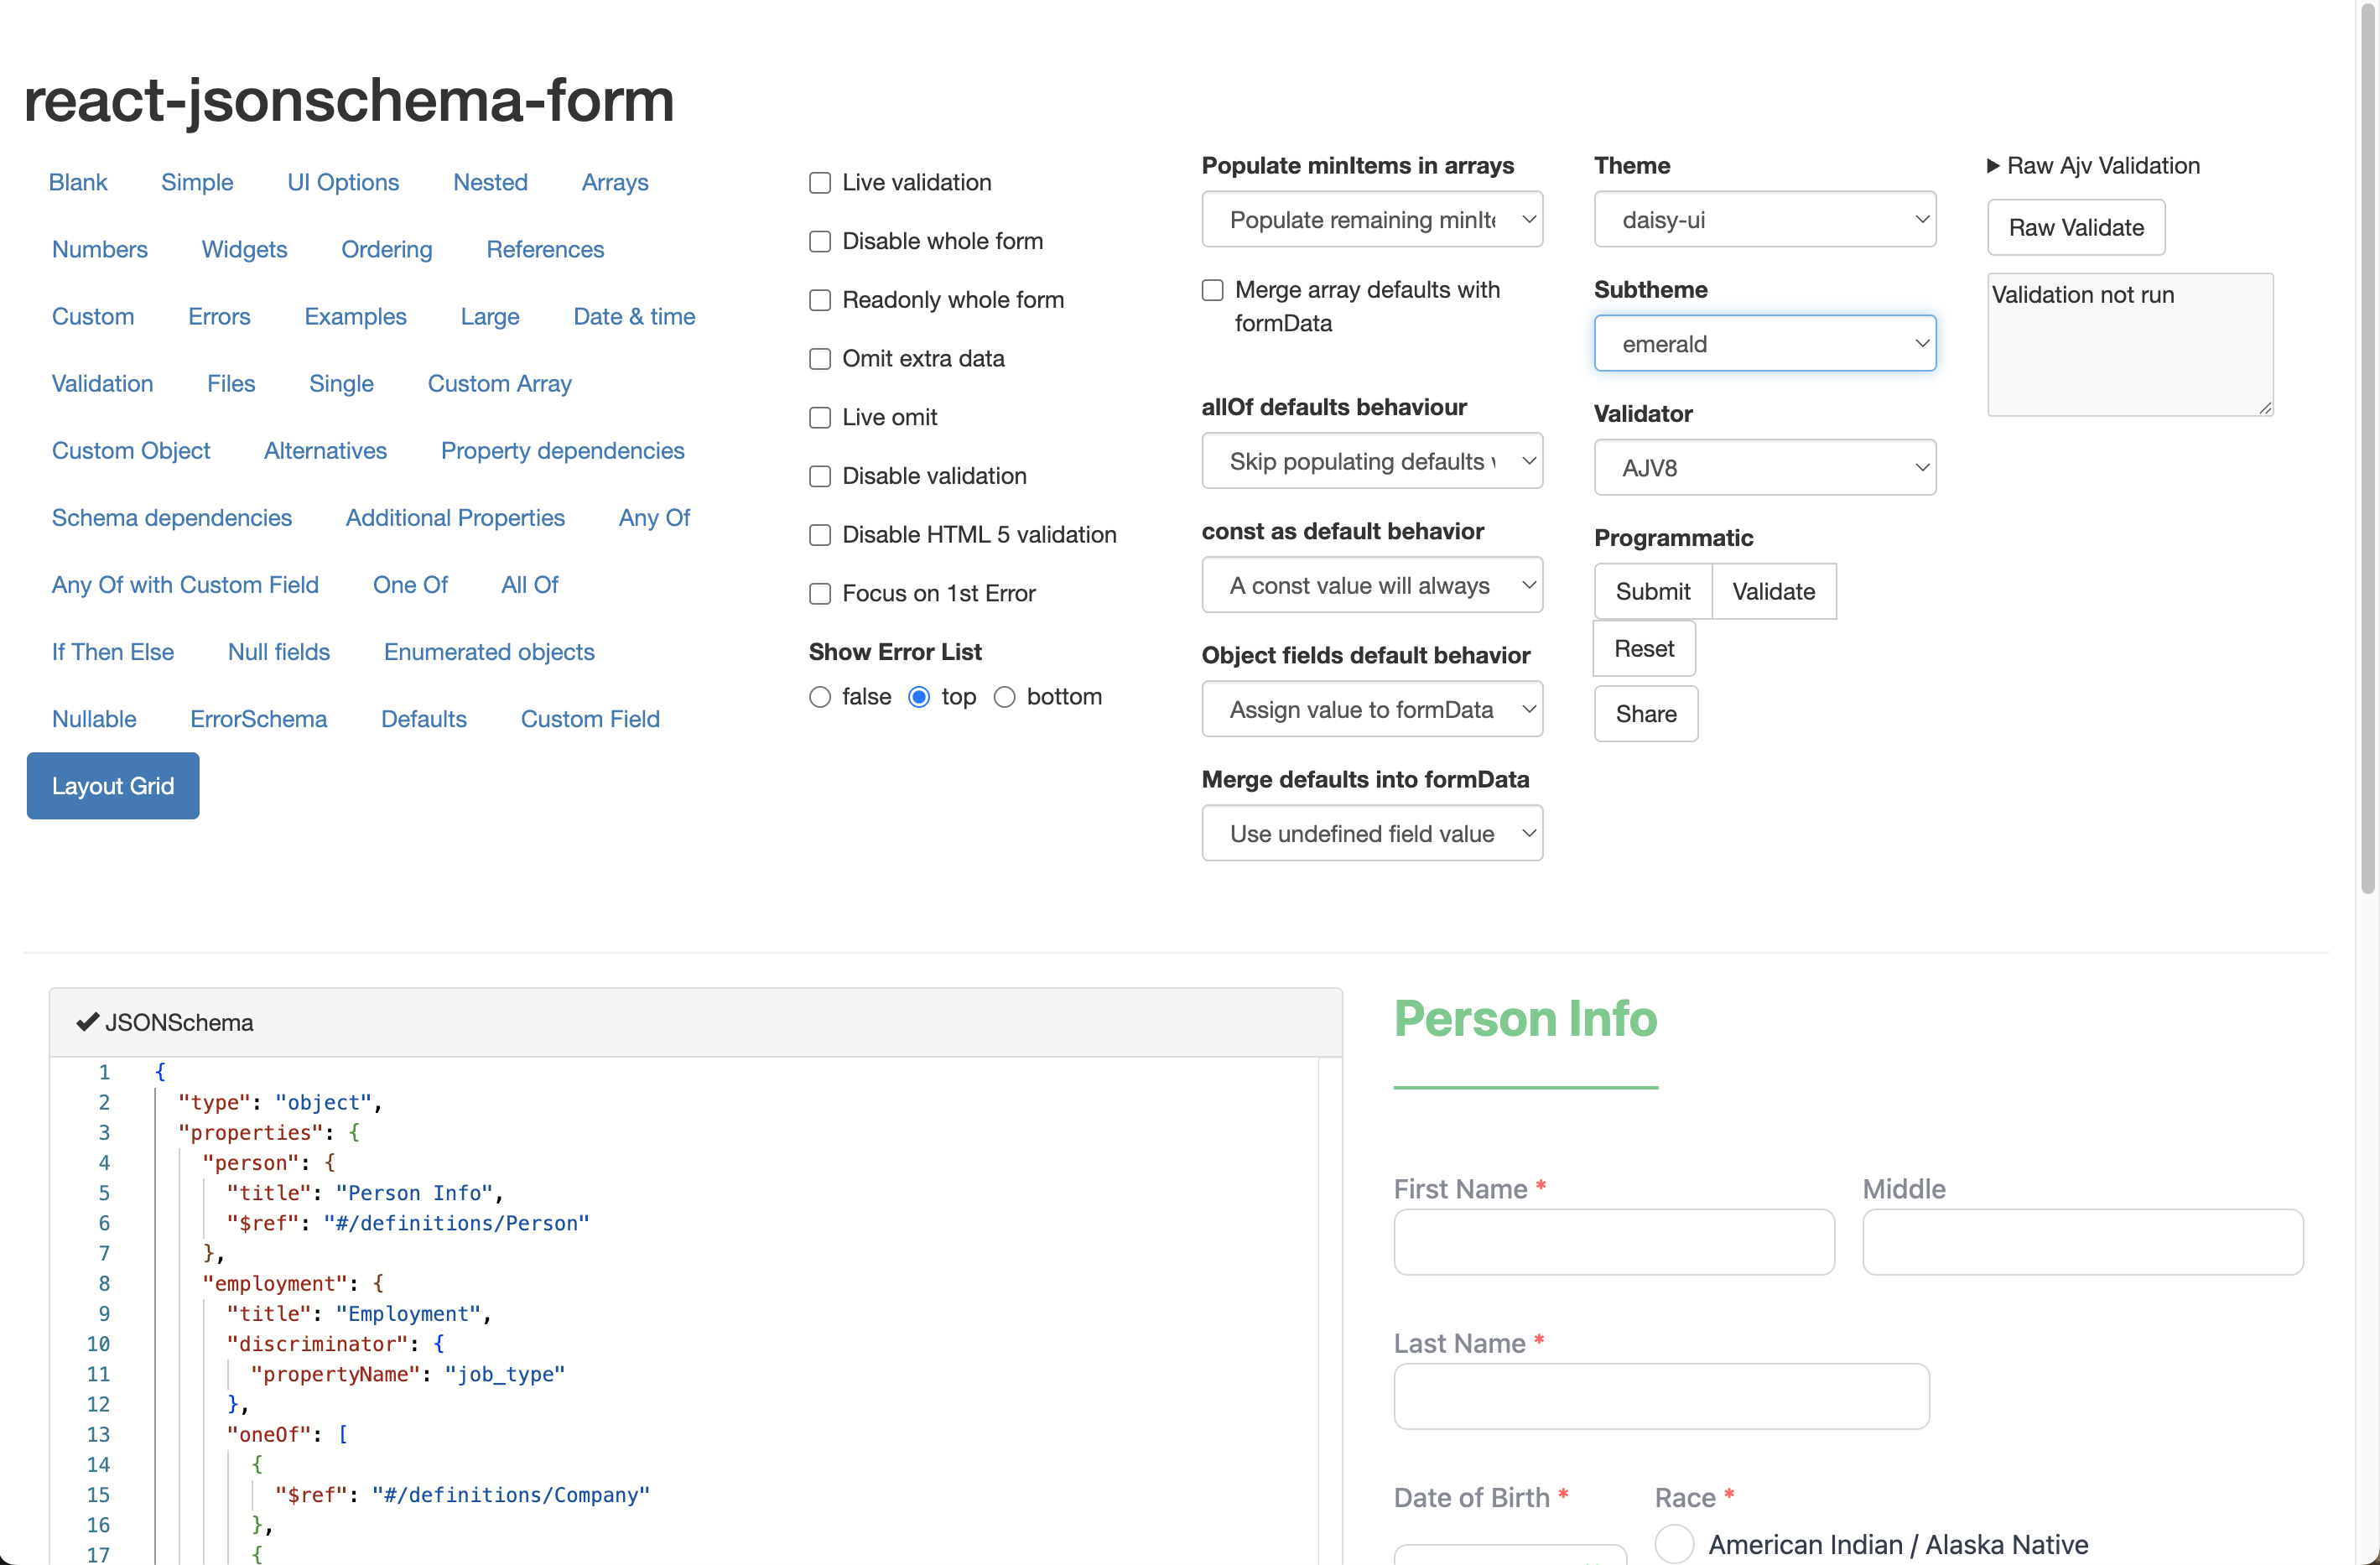 react-jsonschema-form
Blank Simple UI Options Nested Arrays
Numbers Widgets Ordering References
Custom Errors Examples Large Date & time
Validation Files Single Custom Array
Custom Object Alternatives Property dependencies
Schema dependencies Additional Properties Any Of
Any Of with Custom Field One Of All Of
If Then Else Null fields Enumerated objects
Nullable ErrorSchema Defaults Custom Field
Layout Grid
Live validation
Disable whole form
Readonly whole form
Omit extra data
Live omit
Disable validation
Disable HTML 5 validation
Focus on 1st Error
Show Error List
false top bottom
Populate minItems in arrays
Populate remaining minIt
Merge array defaults with
formData
allOf defaults behaviour
Skip populating defaults
const as default behavior
A const value will always
Object fields default behavior
Assign value to formData
Merge defaults into formData
Use undefined field value
Theme
daisy-ui
Subtheme
emerald
Validator
AJV8
Programmatic
Submit Validate
Reset
Share
Raw Ajv Validation
Raw Validate
Validation not run
JSONSchema
1 {
2 "type": "object",
3 "properties": {
4 "person": {
5 "title": "Person Info",
6 "$ref": "#/definitions/Person"
7 },
8 "employment": {
9 "title": "Employment",
10 "discriminator": {
11 "propertyName": "job_type"
12 },
13 "oneOf": [
14 {
15 "$ref": "#/definitions/Company"
16 },
17 {
Person Info
First Name * Middle
Last Name *
Date of Birth * Race *
American Indian / Alaska Native